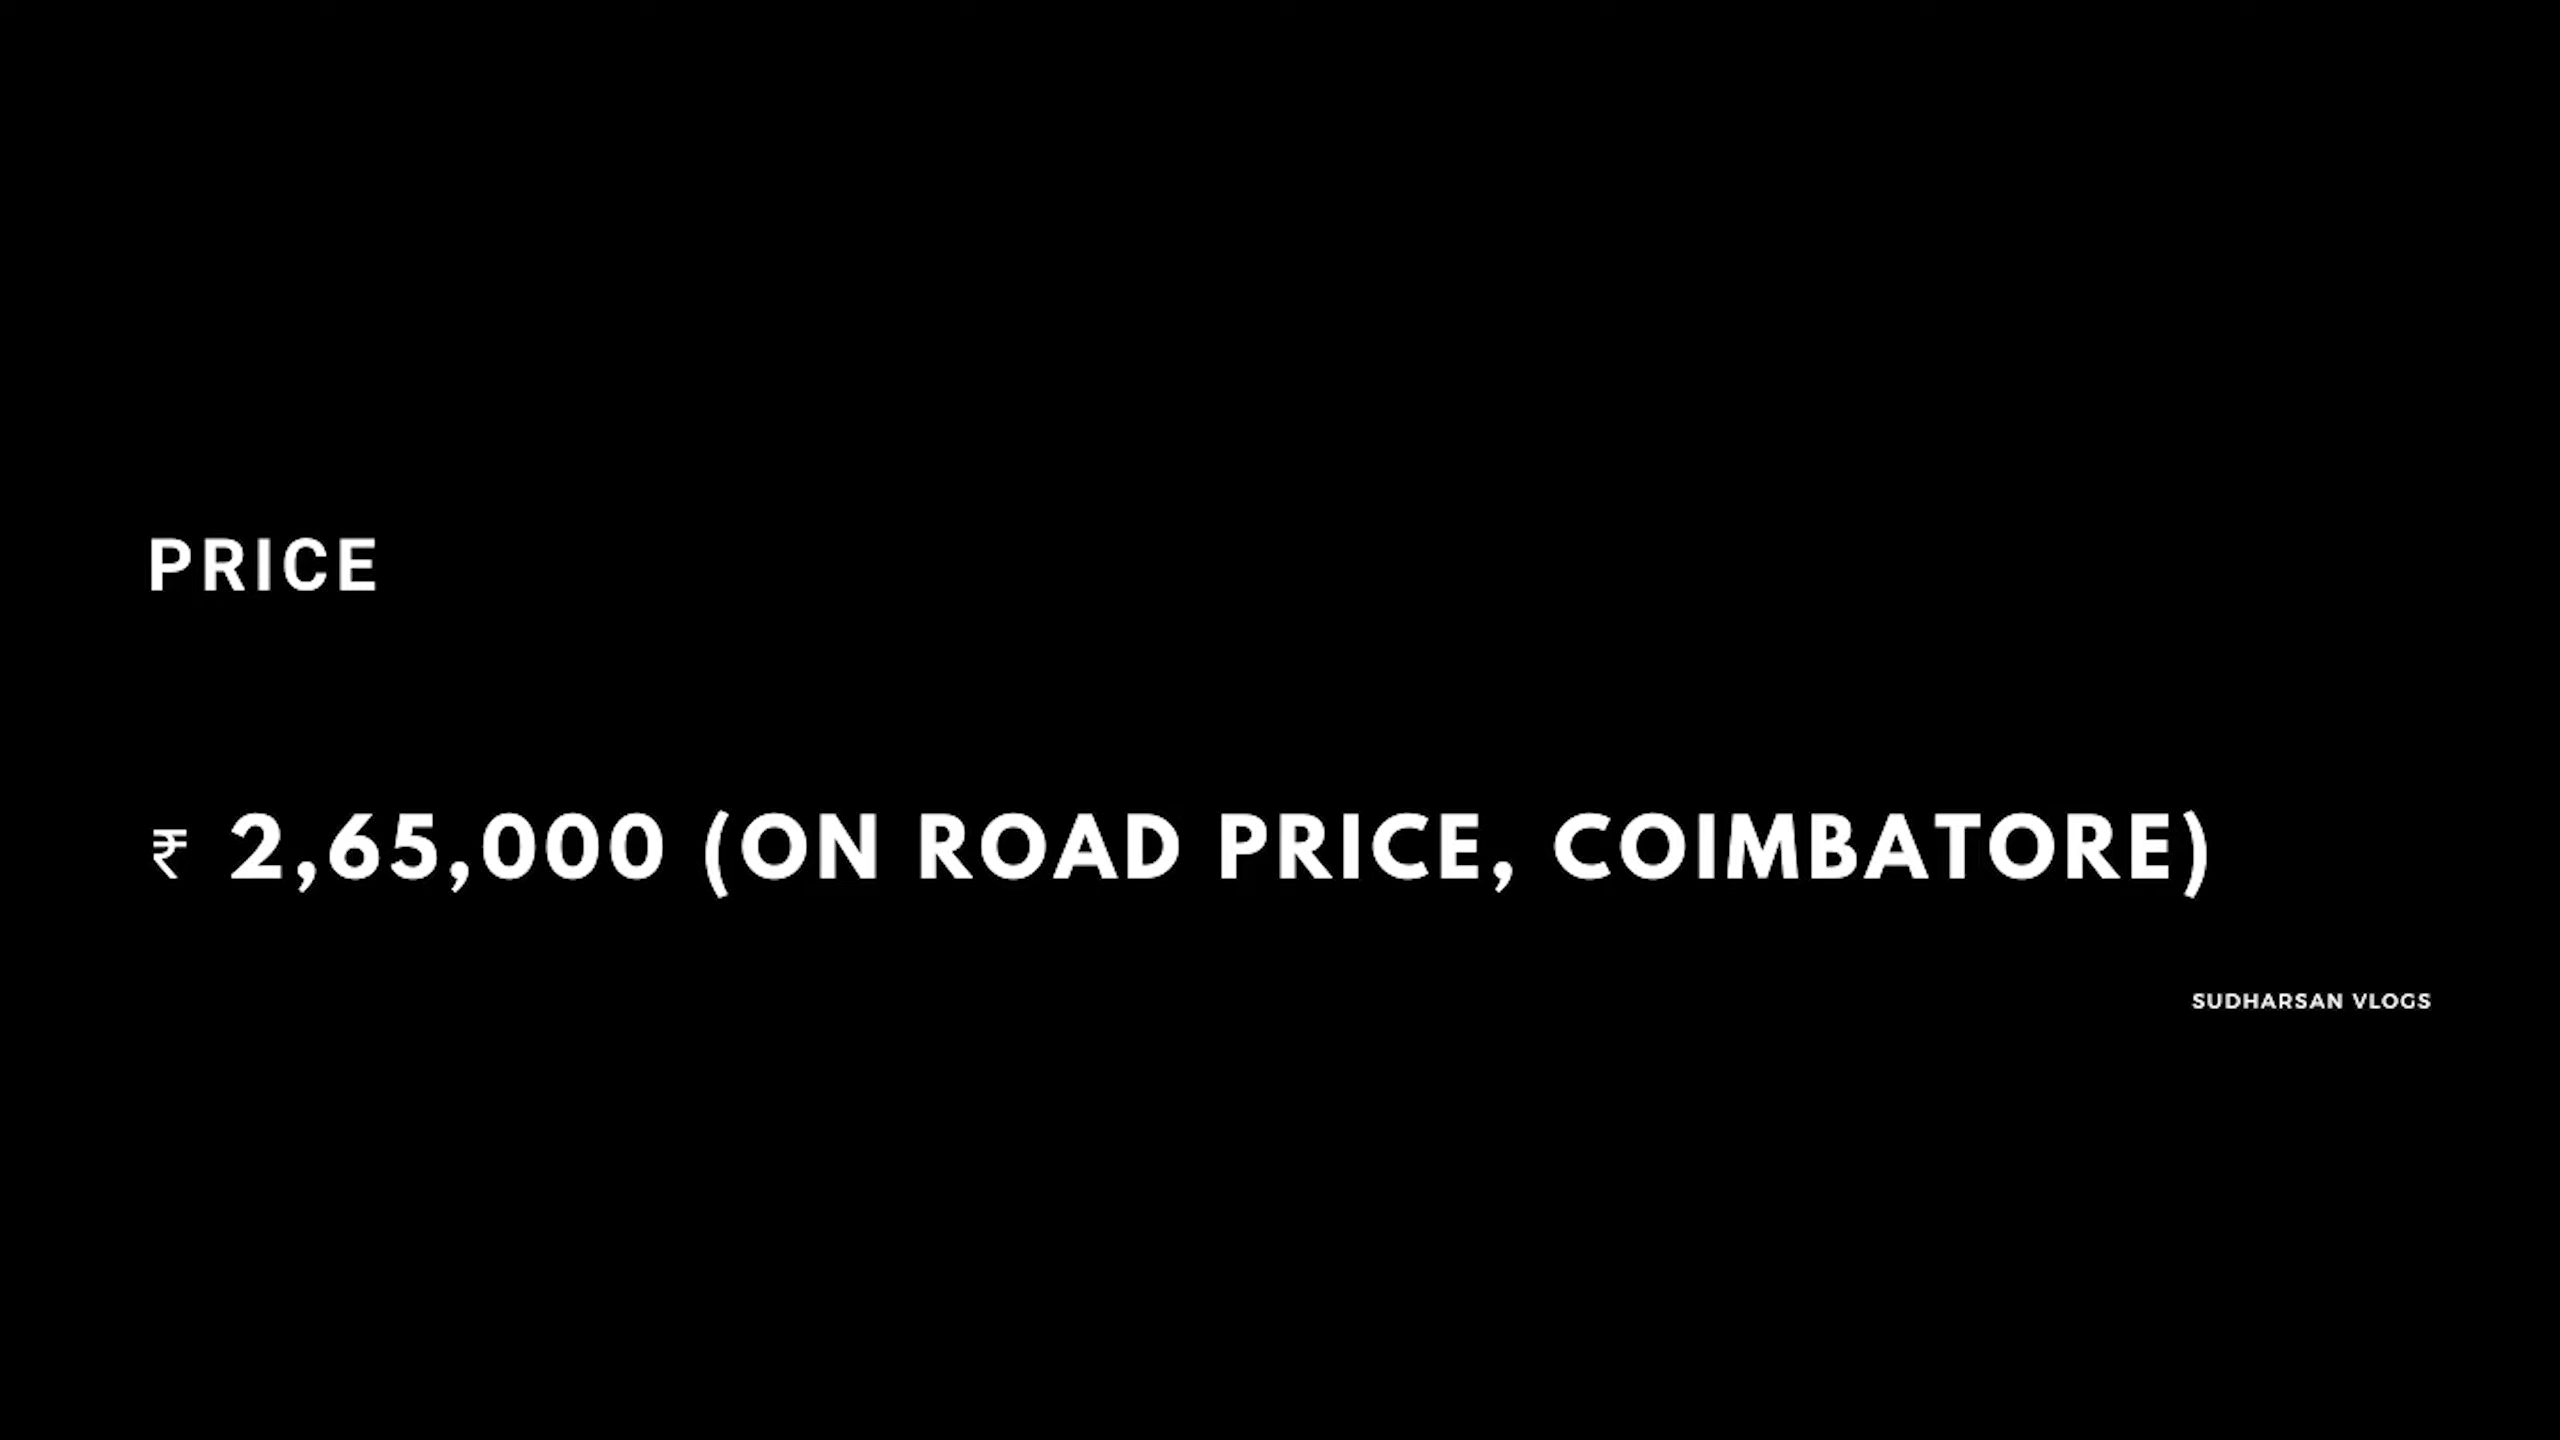 PRICE
₹ 2,65,000 (ON ROAD PRICE, COIMBATORE)
SUDHARSAN VLOGS